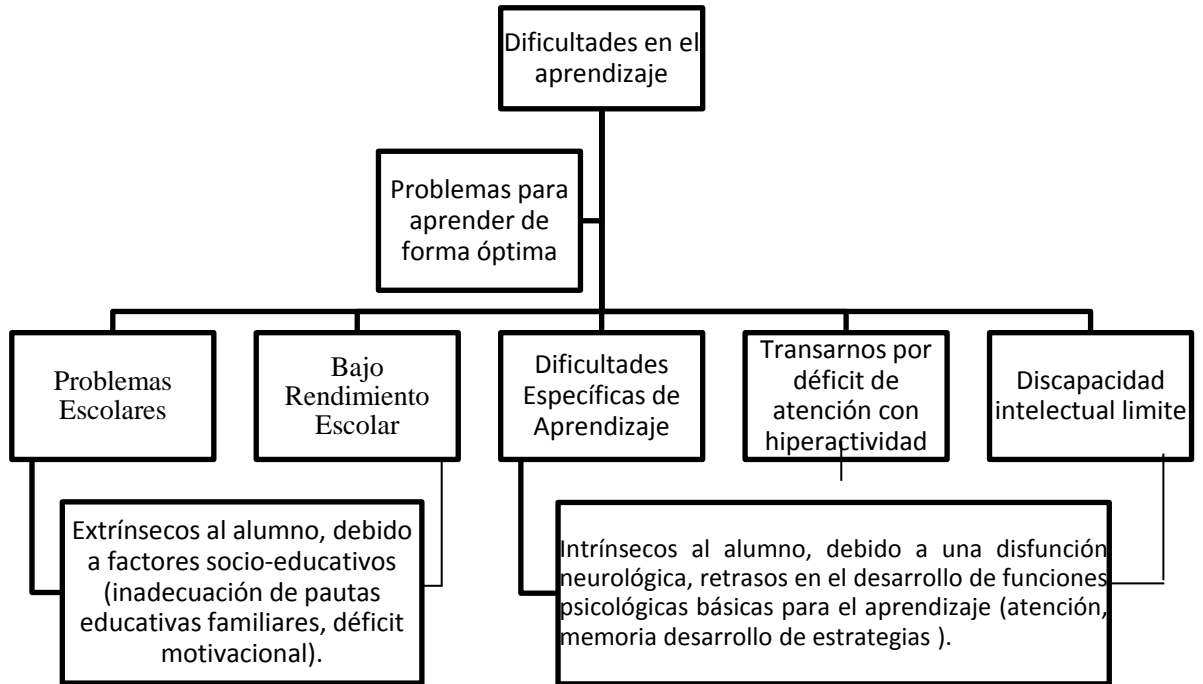 Dificultades en el
aprendizaje
Problemas para
aprender de
forma óptima
Problemas
Escolares
Bajo
Rendimiento
Escolar
Dificultades
Específicas de
Aprendizaje
Transarnos por
déficit de
atención con
hiperactividad
Discapacidad
intelectual limite
Extrínsecos al alumno, debido
a factores socio-educativos
(inadecuación de pautas
educativas familiares, déficit
motivacional).
Intrínsecos al alumno, debido a una disfunción
neurológica, retrasos en el desarrollo de funciones
psicológicas básicas para el aprendizaje (atención,
memoria desarrollo de estrategias ).